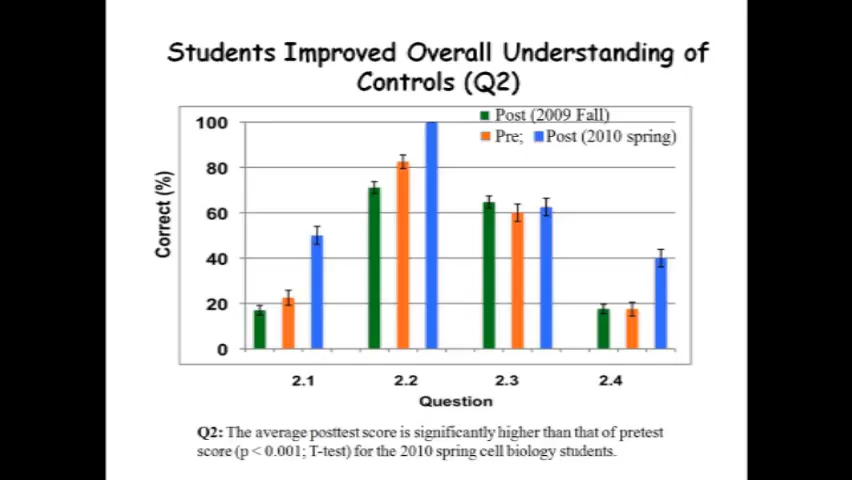 Students Improved Overall Understanding of
Controls (Q2)
Post (2009 Fall)
Pre; Post (2010 spring)
100
80
60
40
20
0
Correct (%)
2.1 2.2 2.3 2.4
Question
Q2: The average posttest score is significantly higher than that of pretest
score (p < 0.001; T-test) for the 2010 spring cell biology students.